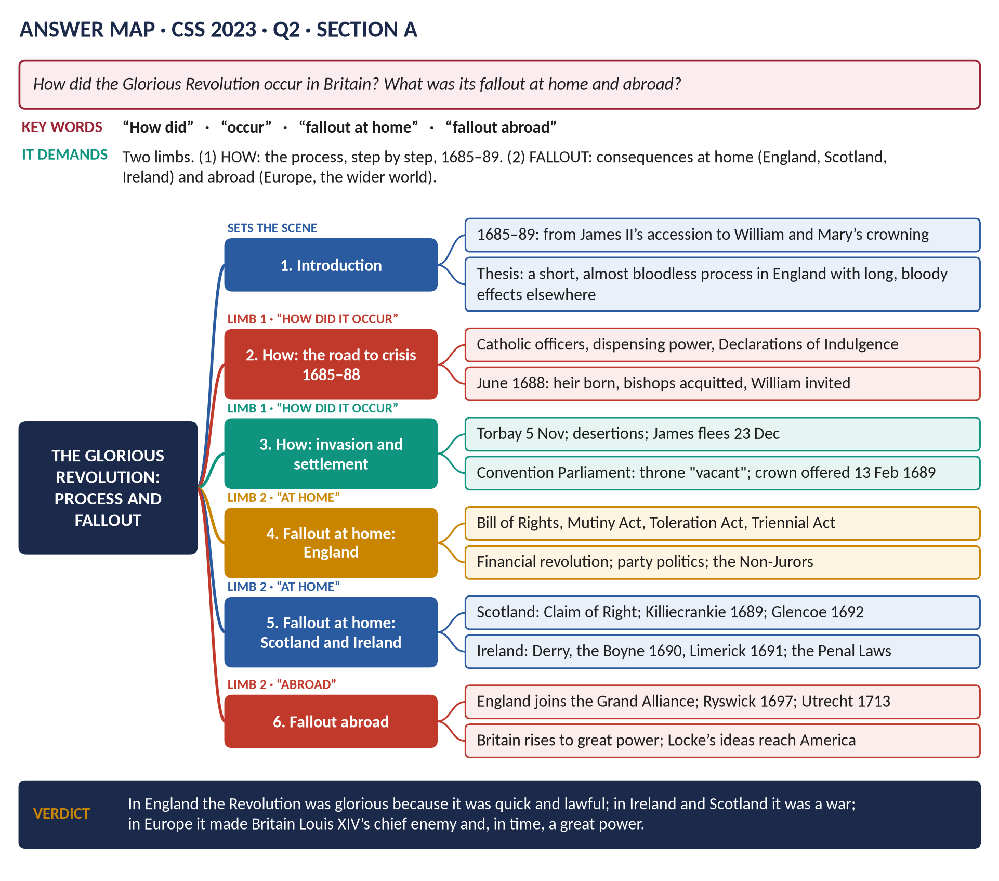 ANSWER MAP · CSS 2023 · Q2 · SECTION A
How did the Glorious Revolution occur in Britain? What was its fallout at home and abroad?
KEY WORDS “How did” · “occur” · “fallout at home” · “fallout abroad”
IT DEMANDS Two limbs. (1) HOW: the process, step by step, 1685–89. (2) FALLOUT: consequences at home (England, Scotland,
Ireland) and abroad (Europe, the wider world).
THE GLORIOUS
REVOLUTION:
PROCESS AND
FALLOUT
SETS THE SCENE
1. Introduction
1685–89: from James II’s accession to William and Mary’s crowning
Thesis: a short, almost bloodless process in England with long, bloody
effects elsewhere
LIMB 1 · “HOW DID IT OCCUR”
2. How: the road to crisis
1685–88
Catholic officers, dispensing power, Declarations of Indulgence
June 1688: heir born, bishops acquitted, William invited
LIMB 1 · “HOW DID IT OCCUR”
3. How: invasion and
settlement
Torbay 5 Nov; desertions; James flees 23 Dec
Convention Parliament: throne "vacant"; crown offered 13 Feb 1689
LIMB 2 · “AT HOME”
4. Fallout at home:
England
Bill of Rights, Mutiny Act, Toleration Act, Triennial Act
Financial revolution; party politics; the Non-Jurors
LIMB 2 · “AT HOME”
5. Fallout at home:
Scotland and Ireland
Scotland: Claim of Right; Killiecrankie 1689; Glencoe 1692
Ireland: Derry, the Boyne 1690, Limerick 1691; the Penal Laws
LIMB 2 · “ABROAD”
6. Fallout abroad
England joins the Grand Alliance; Ryswick 1697; Utrecht 1713
Britain rises to great power; Locke’s ideas reach America
VERDICT
In England the Revolution was glorious because it was quick and lawful; in Ireland and Scotland it was a war;
in Europe it made Britain Louis XIV’s chief enemy and, in time, a great power.